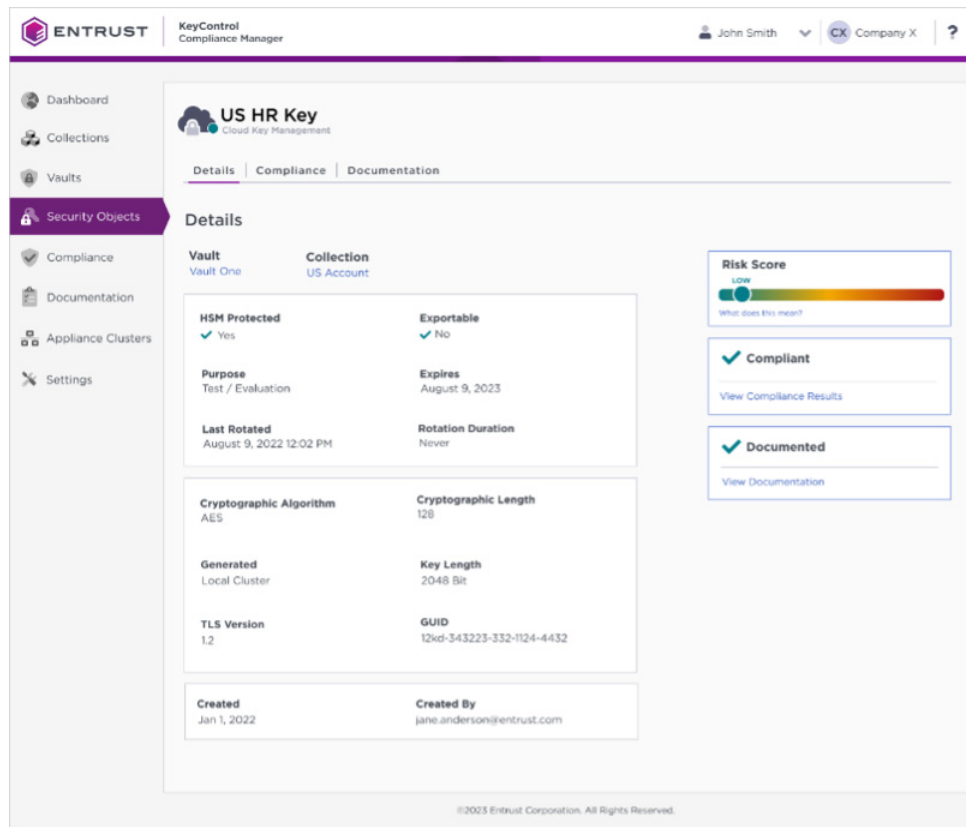 ENTRUST
KeyControl
Compliance Manager
John Smith
CX Company X
?
Dashboard
Collections
Vaults
Security Objects
Compliance
Documentation
Appliance Clusters
Settings
US HR Key
Cloud Key Management
Details | Compliance | Documentation
Details
Vault
Vault One
Collection
US Account
HSM Protected
Yes
Exportable
No
Purpose
Test / Evaluation
Expires
August 9, 2023
Last Rotated
August 9, 2022 12:02 PM
Rotation Duration
Never
Cryptographic Algorithm
AES
Cryptographic Length
128
Generated
Local Cluster
Key Length
2048 Bit
TLS Version
1.2
GUID
12kd-343223-332-1124-4432
Created
Jan 1, 2022
Created By
jane.anderson@entrust.com
Risk Score
LOW
What does this mean?
Compliant
View Compliance Results
Documented
View Documentation
©2023 Entrust Corporation. All Rights Reserved.